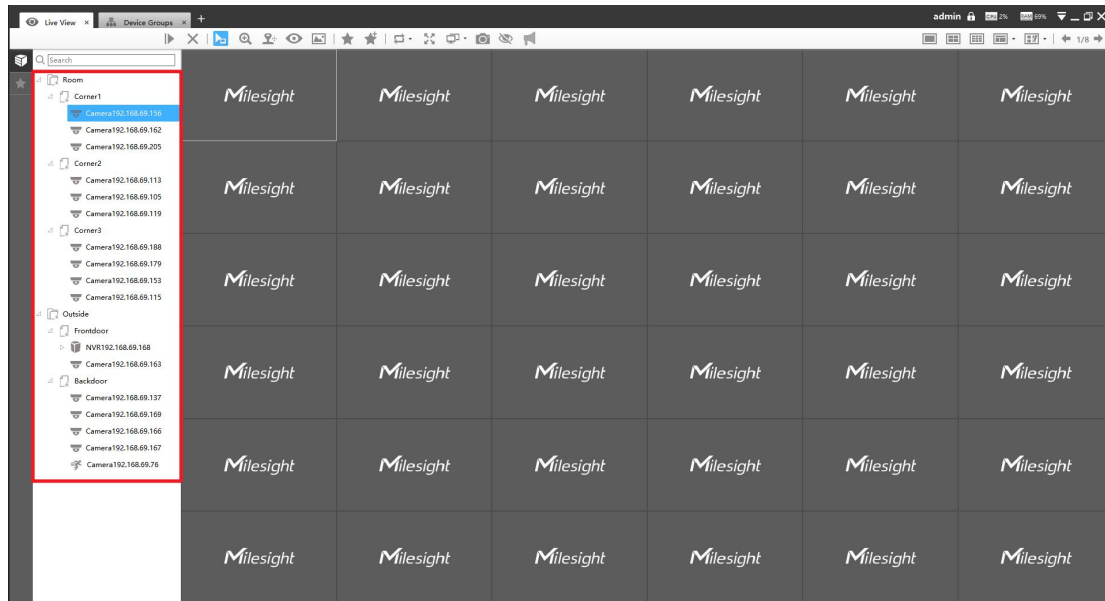 Live View × Device Groups × + admin CPU 2% RAM 69%
1/8
Search
Room
Corner1
Camera192.168.69.156
Camera192.168.69.162
Camera192.168.69.205
Corner2
Camera192.168.69.113
Camera192.168.69.105
Camera192.168.69.119
Corner3
Camera192.168.69.188
Camera192.168.69.179
Camera192.168.69.153
Camera192.168.69.115
Outside
Frontdoor
NVR192.168.69.168
Camera192.168.69.163
Backdoor
Camera192.168.69.137
Camera192.168.69.169
Camera192.168.69.166
Camera192.168.69.167
Camera192.168.69.76
Milesight Milesight Milesight Milesight Milesight Milesight
Milesight Milesight Milesight Milesight Milesight Milesight
Milesight Milesight Milesight Milesight Milesight Milesight
Milesight Milesight Milesight Milesight Milesight Milesight
Milesight Milesight Milesight Milesight Milesight Milesight
Milesight Milesight Milesight Milesight Milesight Milesight